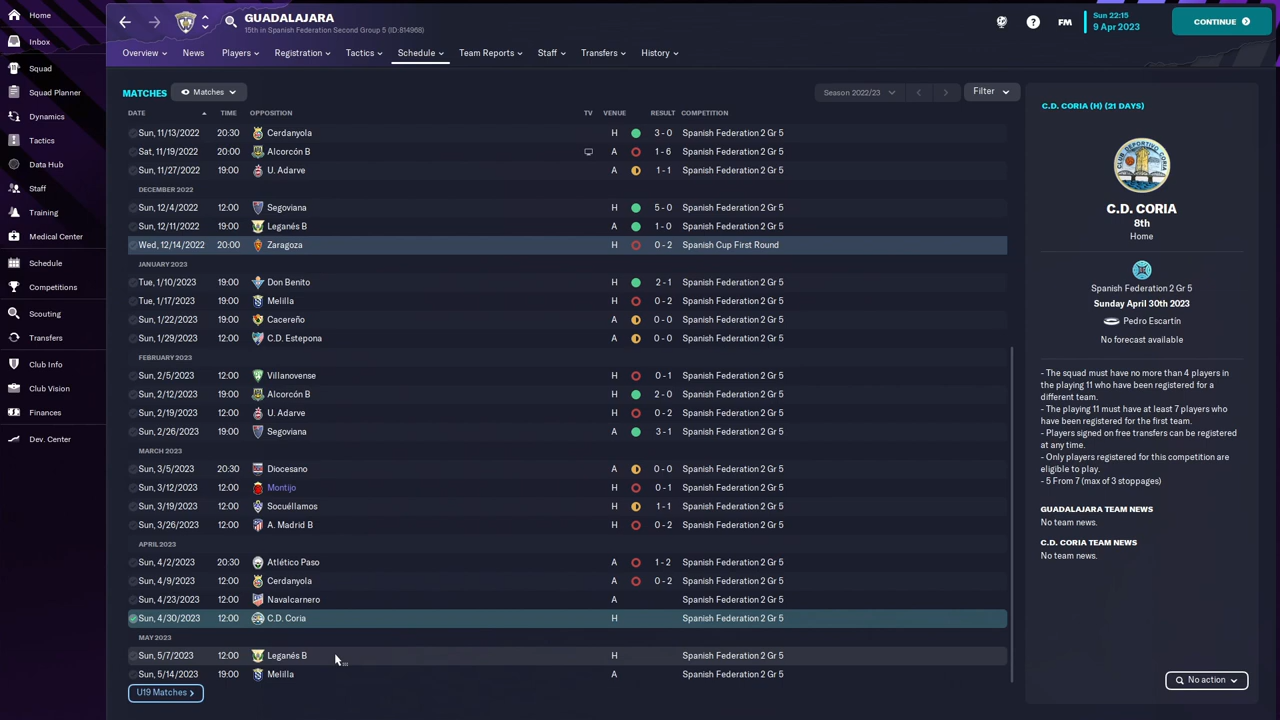 Home
Inbox
Squad
Squad Planner
Dynamics
Tactics
Data Hub
Staff
Training
Medical Center
Schedule
Competitions
Scouting
Transfers
Club Info
Club Vision
Finances
Dev. Center
GUADALAJARA
15th in Spanish Federation Second Group 5 (ID:814968)
FM
Sun 22:15
9 Apr 2023
CONTINUE
Overview
News
Players
Registration
Tactics
Schedule
Team Reports
Staff
Transfers
History
MATCHES
Matches
Season 2022/23
Filter
DATE TIME OPPOSITION TV VENUE RESULT COMPETITION
Sun, 11/13/2022 20:30 Cerdanyola H 3 - 0 Spanish Federation 2 Gr 5
Sat, 11/19/2022 20:00 Alcorcón B A 1 - 6 Spanish Federation 2 Gr 5
Sun, 11/27/2022 19:00 U. Adarve A 1 - 1 Spanish Federation 2 Gr 5
DECEMBER 2022
Sun, 12/4/2022 12:00 Segoviana H 5 - 0 Spanish Federation 2 Gr 5
Sun, 12/11/2022 19:00 Leganés B A 1 - 0 Spanish Federation 2 Gr 5
Wed, 12/14/2022 20:00 Zaragoza H 0 - 2 Spanish Cup First Round
JANUARY 2023
Tue, 1/10/2023 19:00 Don Benito H 2 - 1 Spanish Federation 2 Gr 5
Tue, 1/17/2023 19:00 Melilla H 0 - 2 Spanish Federation 2 Gr 5
Sun, 1/22/2023 19:00 Cacereño A 0 - 0 Spanish Federation 2 Gr 5
Sun, 1/29/2023 12:00 C.D. Estepona A 0 - 0 Spanish Federation 2 Gr 5
FEBRUARY 2023
Sun, 2/5/2023 12:00 Villanovense H 0 - 1 Spanish Federation 2 Gr 5
Sun, 2/12/2023 19:00 Alcorcón B H 2 - 0 Spanish Federation 2 Gr 5
Sun, 2/19/2023 12:00 U. Adarve H 0 - 2 Spanish Federation 2 Gr 5
Sun, 2/26/2023 19:00 Segoviana A 3 - 1 Spanish Federation 2 Gr 5
MARCH 2023
Sun, 3/5/2023 20:30 Diocesano A 0 - 0 Spanish Federation 2 Gr 5
Sun, 3/12/2023 12:00 Montijo H 0 - 1 Spanish Federation 2 Gr 5
Sun, 3/19/2023 12:00 Socuéllamos H 1 - 1 Spanish Federation 2 Gr 5
Sun, 3/26/2023 12:00 A. Madrid B H 0 - 2 Spanish Federation 2 Gr 5
APRIL 2023
Sun, 4/2/2023 20:30 Atlético Paso A 1 - 2 Spanish Federation 2 Gr 5
Sun, 4/9/2023 12:00 Cerdanyola A 0 - 2 Spanish Federation 2 Gr 5
Sun, 4/23/2023 12:00 Navalcarnero A Spanish Federation 2 Gr 5
Sun, 4/30/2023 12:00 C.D. Coria H Spanish Federation 2 Gr 5
MAY 2023
Sun, 5/7/2023 12:00 Leganés B H Spanish Federation 2 Gr 5
Sun, 5/14/2023 19:00 Melilla A Spanish Federation 2 Gr 5
U19 Matches
C.D. CORIA (H) (21 DAYS)
C.D. CORIA
8th
Home
Spanish Federation 2 Gr 5
Sunday April 30th 2023
Pedro Escartín
No forecast available
- The squad must have no more than 4 players in
the playing 11 who have been registered for a
different team.
- The playing 11 must have at least 7 players who
have been registered for the first team.
- Players signed on free transfers can be registered
at any time.
- Only players registered for this competition are
eligible to play.
- 5 From 7 (max of 3 stoppages)
GUADALAJARA TEAM NEWS
No team news.
C.D. CORIA TEAM NEWS
No team news.
No action